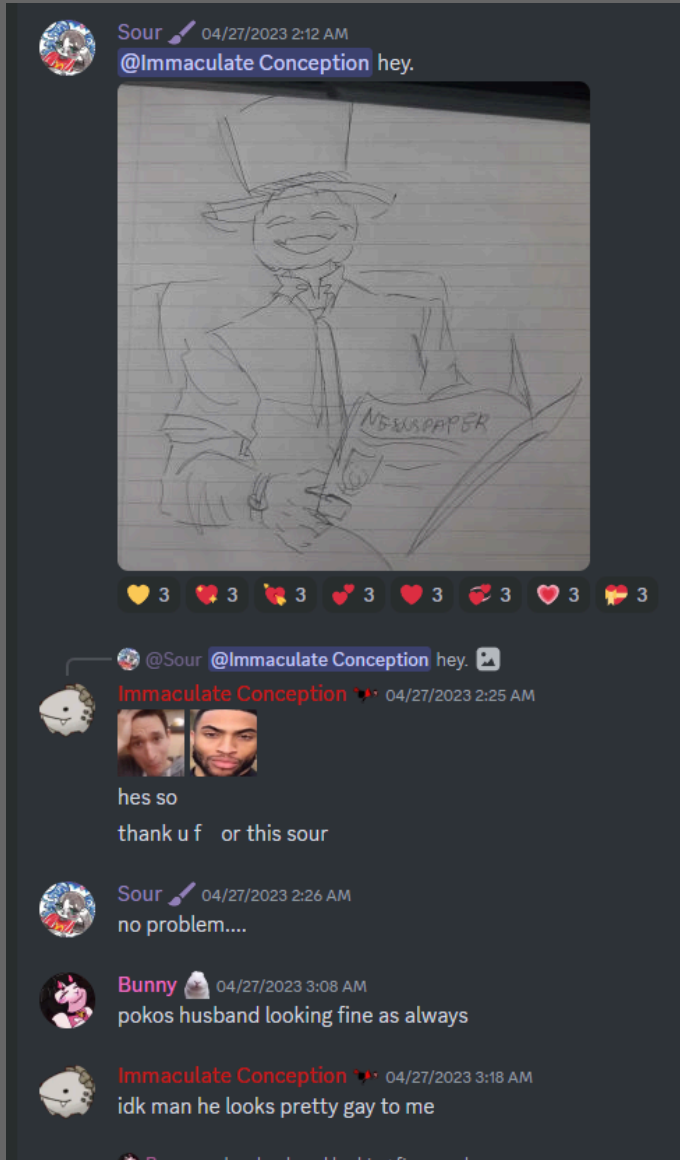 Sour 04/27/2023 2:12 AM
@Immaculate Conception hey.
NEWSPAPER
3 3 3 3 3 3 3 3
@Sour @Immaculate Conception hey.
Immaculate Conception 04/27/2023 2:25 AM
hes so
thank u f or this sour
Sour 04/27/2023 2:26 AM
no problem....
Bunny 04/27/2023 3:08 AM
pokos husband looking fine as always
Immaculate Conception 04/27/2023 3:18 AM
idk man he looks pretty gay to me